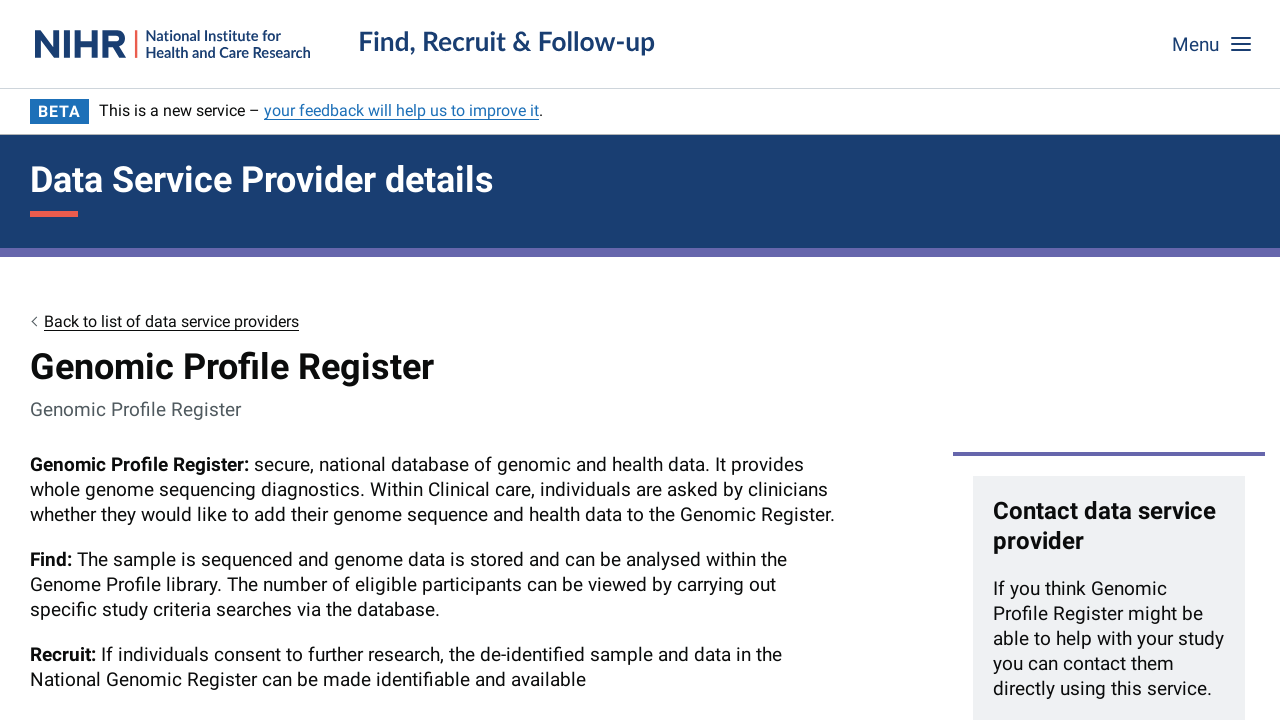 NIHR
National Institute for
Health and Care Research
Find, Recruit & Follow-up
Menu
BETA This is a new service – your feedback will help us to improve it.
Data Service Provider details
Back to list of data service providers
Genomic Profile Register
Genomic Profile Register
Genomic Profile Register: secure, national database of genomic and health data. It provides
whole genome sequencing diagnostics. Within Clinical care, individuals are asked by clinicians
whether they would like to add their genome sequence and health data to the Genomic Register.
Find: The sample is sequenced and genome data is stored and can be analysed within the
Genome Profile library. The number of eligible participants can be viewed by carrying out
specific study criteria searches via the database.
Recruit: If individuals consent to further research, the de-identified sample and data in the
National Genomic Register can be made identifiable and available
Contact data service
provider
If you think Genomic
Profile Register might be
able to help with your study
you can contact them
directly using this service.